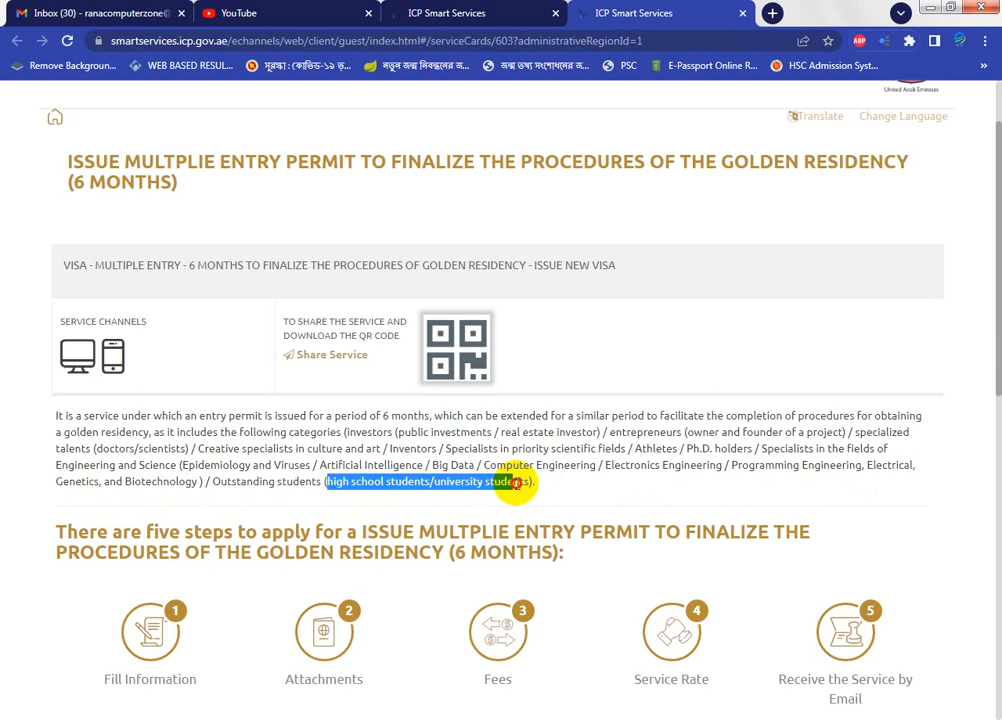 Inbox (30) - ranacomputerzone@
YouTube
ICP Smart Services
ICP Smart Services
smartservices.icp.gov.ae/echannels/web/client/guest/index.html#/serviceCards/603?administrativeRegionId=1
ABP
Remove Backgroun...
WEB BASED RESUL...
সুরক্ষা : কোভিড-১৯ ভ্...
নতুন জন্ম নিবন্ধনের জ...
জন্ম তথ্য সংশোধনের জ...
PSC
E-Passport Online R...
HSC Admission Syst...
»
United Arab Emirates
Translate
Change Language
ISSUE MULTPLIE ENTRY PERMIT TO FINALIZE THE PROCEDURES OF THE GOLDEN RESIDENCY
(6 MONTHS)
VISA - MULTIPLE ENTRY - 6 MONTHS TO FINALIZE THE PROCEDURES OF GOLDEN RESIDENCY - ISSUE NEW VISA
SERVICE CHANNELS
TO SHARE THE SERVICE AND
DOWNLOAD THE QR CODE
Share Service
It is a service under which an entry permit is issued for a period of 6 months, which can be extended for a similar period to facilitate the completion of procedures for obtaining
a golden residency, as it includes the following categories (investors (public investments / real estate investor) / entrepreneurs (owner and founder of a project) / specialized
talents (doctors/scientists) / Creative specialists in culture and art / Inventors / Specialists in priority scientific fields / Athletes / Ph.D. holders / Specialists in the fields of
Engineering and Science (Epidemiology and Viruses / Artificial Intelligence / Big Data / Computer Engineering / Electronics Engineering / Programming Engineering, Electrical,
Genetics, and Biotechnology ) / Outstanding students (high school students/university students).
There are five steps to apply for a ISSUE MULTPLIE ENTRY PERMIT TO FINALIZE THE
PROCEDURES OF THE GOLDEN RESIDENCY (6 MONTHS):
1
2
3
4
5
Fill Information
Attachments
Fees
Service Rate
Receive the Service by
Email